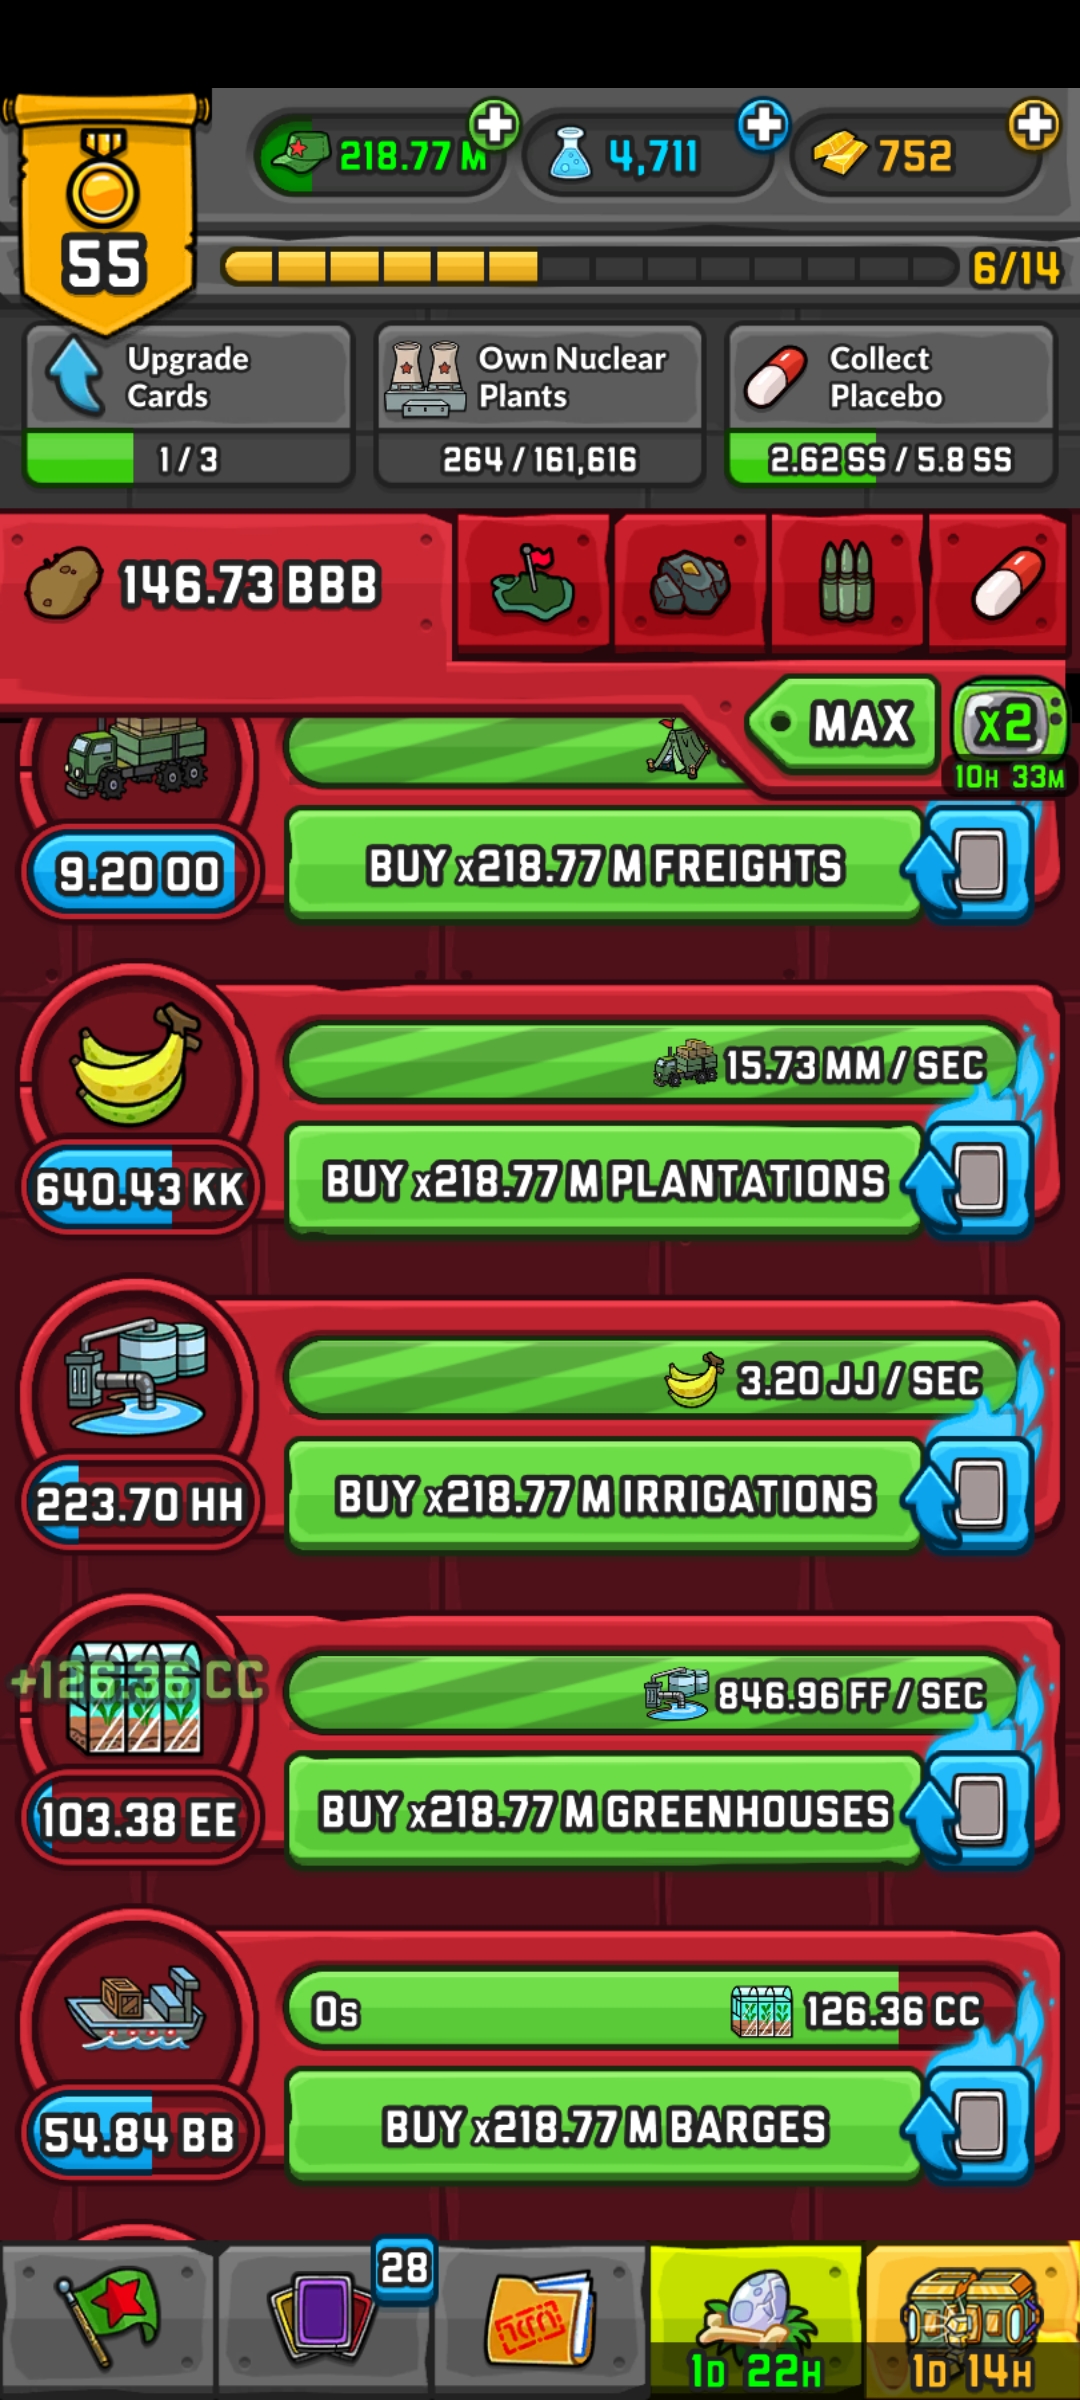 55
218.77 M
4,711
752
6/14
Upgrade
Cards
1 / 3
Own Nuclear
Plants
264 / 161,616
Collect
Placebo
2.62 SS / 5.8 SS
146.73 BBB
MAX
x2
10H 33M
9.20 OO
BUY x218.77 M FREIGHTS
15.73 MM / SEC
640.43 KK
BUY x218.77 M PLANTATIONS
3.20 JJ / SEC
223.70 HH
BUY x218.77 M IRRIGATIONS
+126.36 CC
846.96 FF / SEC
103.38 EE
BUY x218.77 M GREENHOUSES
0s
126.36 CC
54.84 BB
BUY x218.77 M BARGES
28
1D 22H
1D 14H